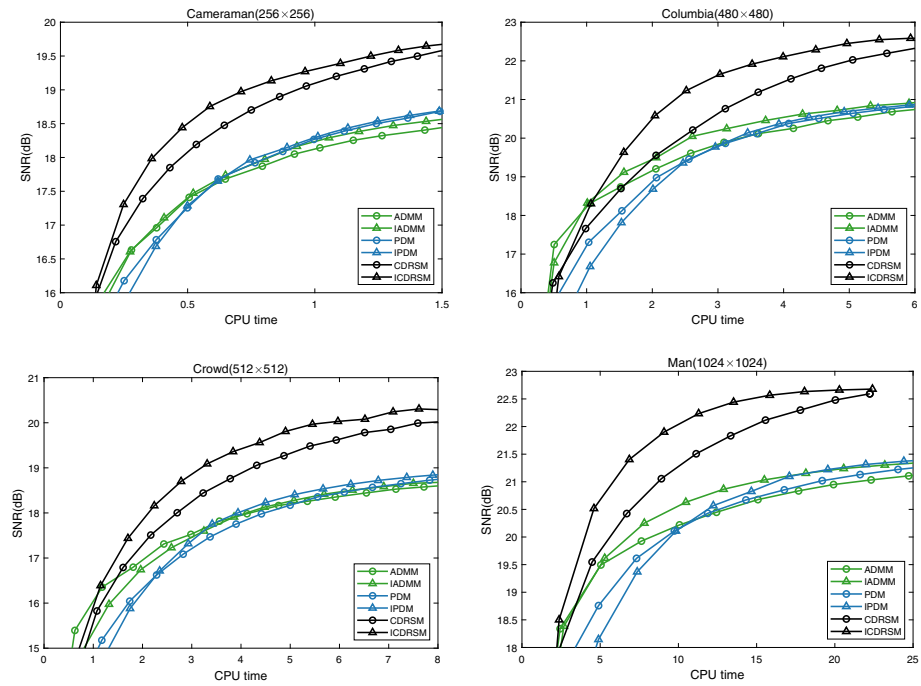 Cameraman(256×256)
SNR(dB)
20
19.5
19
18.5
18
17.5
17
16.5
16
0
0.5
1
1.5
CPU time
ADMM
IADMM
PDM
IPDM
CDRSM
ICDRSM
Columbia(480×480)
SNR(dB)
23
22
21
20
19
18
17
16
0
1
2
3
4
5
6
CPU time
ADMM
IADMM
PDM
IPDM
CDRSM
ICDRSM
Crowd(512×512)
SNR(dB)
21
20
19
18
17
16
15
0
1
2
3
4
5
6
7
8
CPU time
ADMM
IADMM
PDM
IPDM
CDRSM
ICDRSM
Man(1024×1024)
SNR(dB)
23
22.5
22
21.5
21
20.5
20
19.5
19
18.5
18
0
5
10
15
20
25
CPU time
ADMM
IADMM
PDM
IPDM
CDRSM
ICDRSM